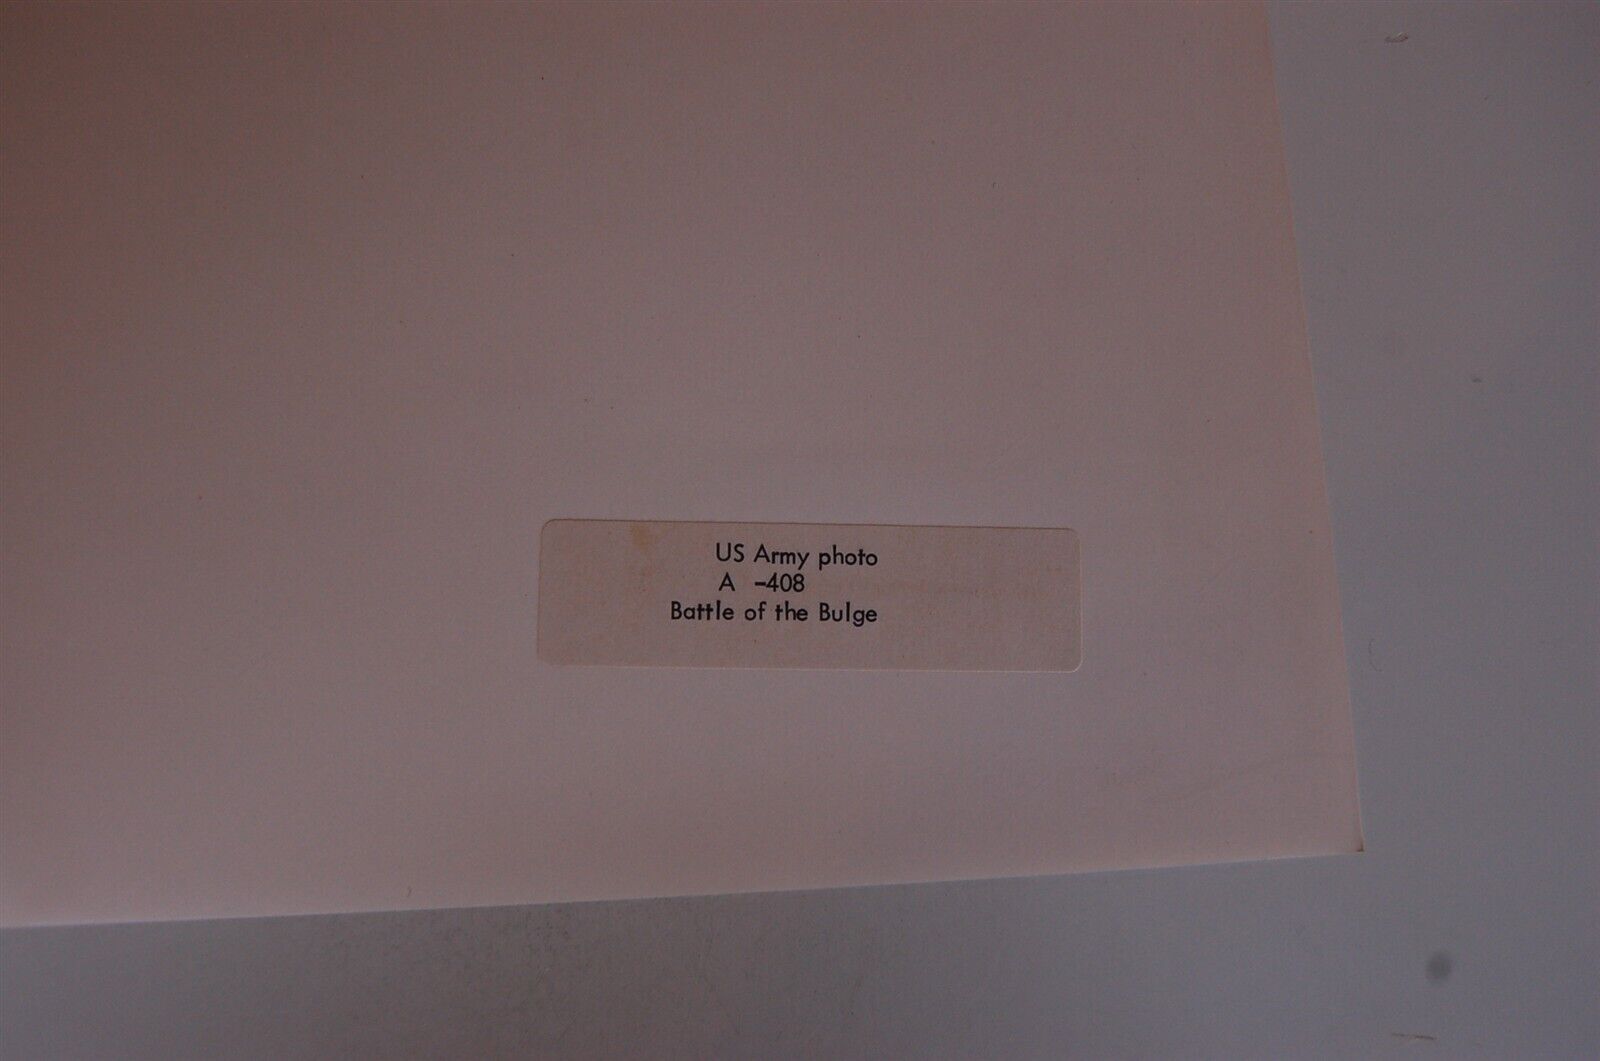 US Army photo
A -408
Battle of the Bulge